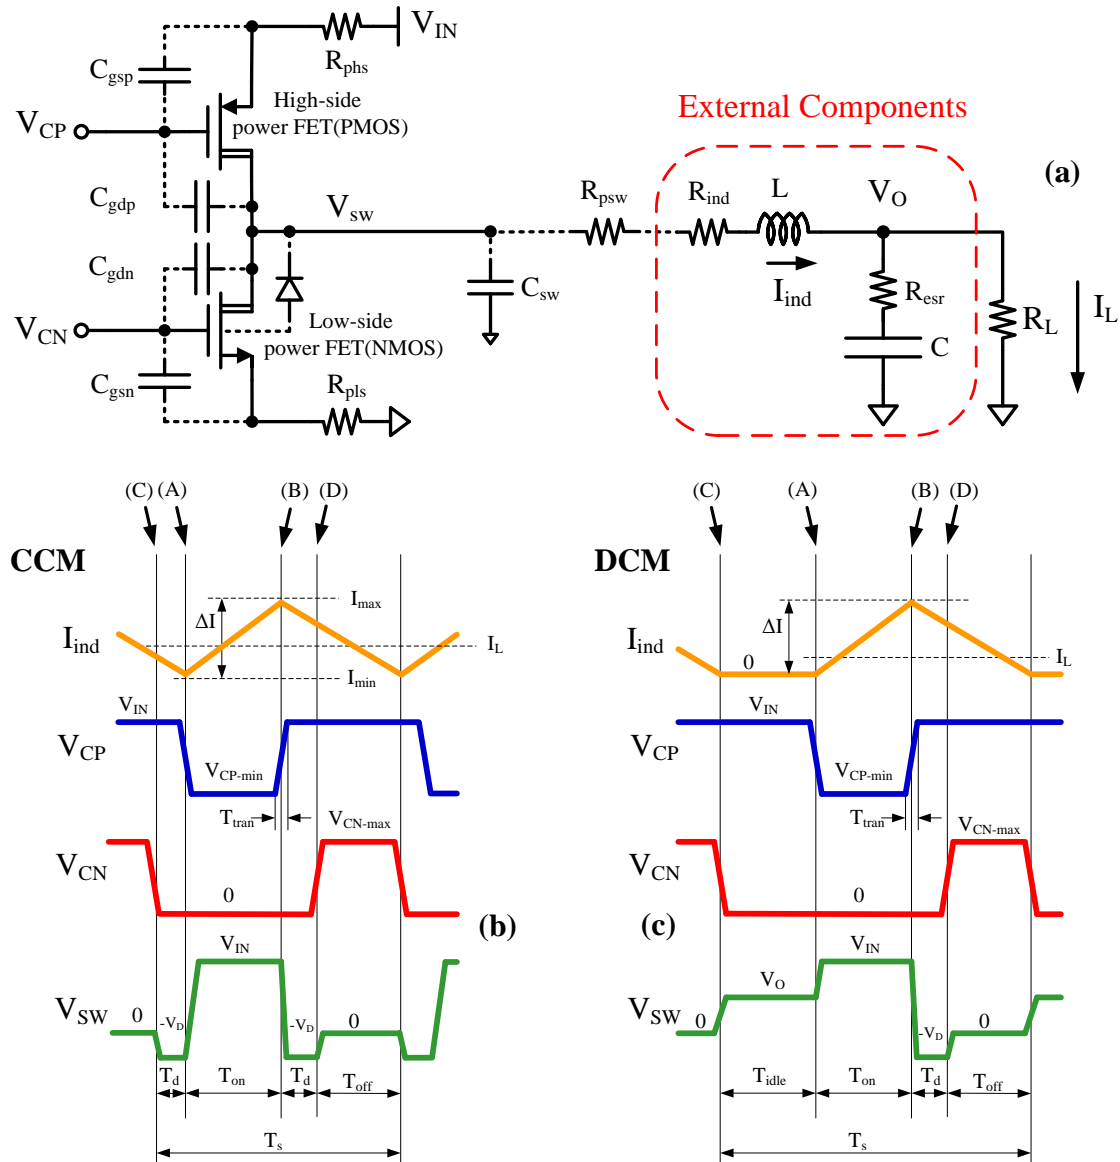 V_IN
R_phs
C_gsp
High-side
power FET(PMOS)
V_CP
External Components
(a)
C_gdp
V_sw
R_psw
R_ind
L
V_O
C_gdn
I_ind
C_sw
R_esr
I_L
V_CN
Low-side
power FET(NMOS)
R_L
C
C_gsn
R_pls
(C) (A) (B) (D)
CCM
I_max
ΔI
I_ind
I_L
I_min
V_IN
V_CP
V_CP-min
T_tran
V_CN-max
V_CN
0
(b)
V_IN
V_SW
0
-V_D
-V_D
0
T_d T_on T_d T_off
T_s
(C) (A) (B) (D)
DCM
ΔI
I_ind
0
I_L
V_IN
V_CP
V_CP-min
T_tran
V_CN-max
V_CN
0
(c)
V_IN
V_O
V_SW
0
-V_D
0
T_idle T_on T_d T_off
T_s